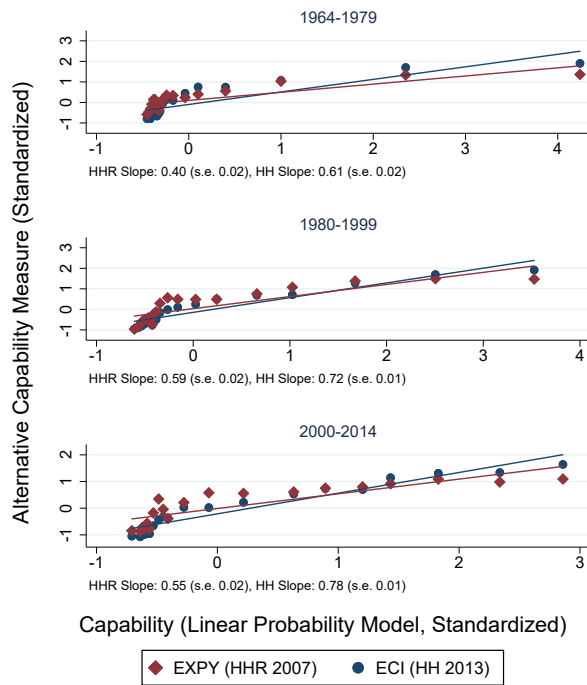 1964-1979
3
2
1
0
-1
-1 0 1 2 3 4
HHR Slope: 0.40 (s.e. 0.02), HH Slope: 0.61 (s.e. 0.02)
1980-1999
3
2
1
0
-1
-1 0 1 2 3 4
HHR Slope: 0.59 (s.e. 0.02), HH Slope: 0.72 (s.e. 0.01)
2000-2014
3
2
1
0
-1
-1 0 1 2 3
HHR Slope: 0.55 (s.e. 0.02), HH Slope: 0.78 (s.e. 0.01)
Alternative Capability Measure (Standardized)
Capability (Linear Probability Model, Standardized)
EXPY (HHR 2007) ECI (HH 2013)